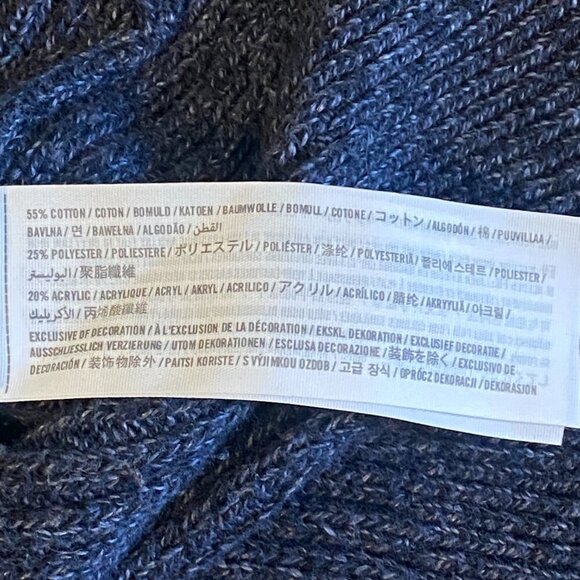 55% COTTON / COTON / BOMULD / KATOEN / BAUMWOLLE / BOMULL / COTONE / コットン / ALGODÓN / 棉 / PUUVILLAA /
BAVLNA / 면 / BAWEŁNA / ALGODÃO / القطن /
25% POLYESTER / POLIESTERE / ポリエステル / POLIÉSTER / 涤纶 / POLYESTERIÄ / 폴리에스테르 / POLIESTER /
البوليستر / 聚脂纖維
20% ACRYLIC / ACRYLIQUE / ACRYL / AKRYL / ACRILICO / アクリル / ACRÍLICO / 腈纶 / AKRYYLIÄ / 아크릴 /
الأكريليك / 丙烯酸纖維
EXCLUSIVE OF DECORATION / À L'EXCLUSION DE LA DÉCORATION / EKSKL. DEKORATION / EXCLUSIEF DECORATIE /
AUSSCHLIESSLICH VERZIERUNG / UTOM DEKORATIONEN / ESCLUSA DECORAZIONE / 装飾を除く / EXCLUSIVO DE
DECORACIÓN / 装饰物除外 / PAITSI KORISTE / S VÝJIMKOU OZDOB / 고급 장식 / OPRÓCZ DEKORACJI / DEKORASJON